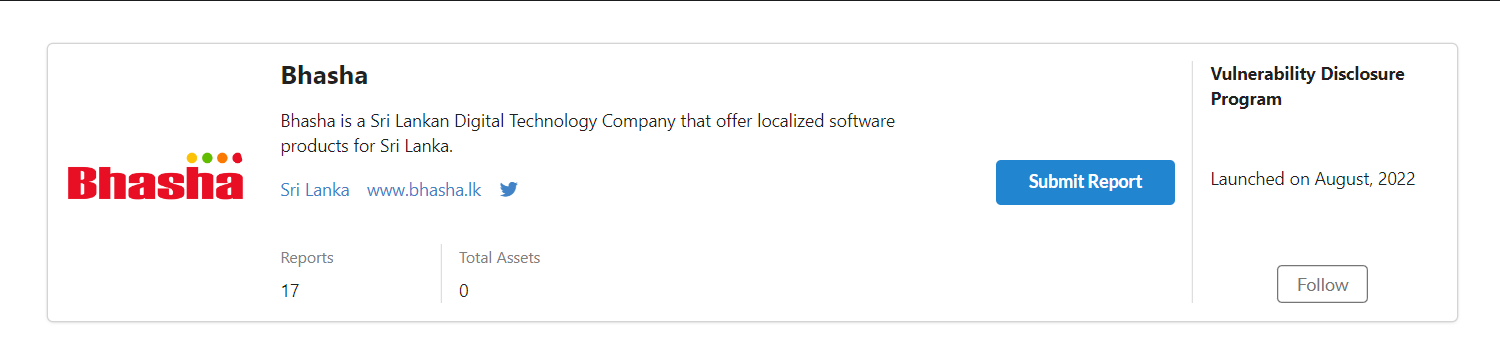 Bhasha
Bhasha is a Sri Lankan Digital Technology Company that offer localized software
products for Sri Lanka.
Bhasha
Sri Lanka www.bhasha.lk
Submit Report
Reports
17
Total Assets
0
Vulnerability Disclosure
Program
Launched on August, 2022
Follow